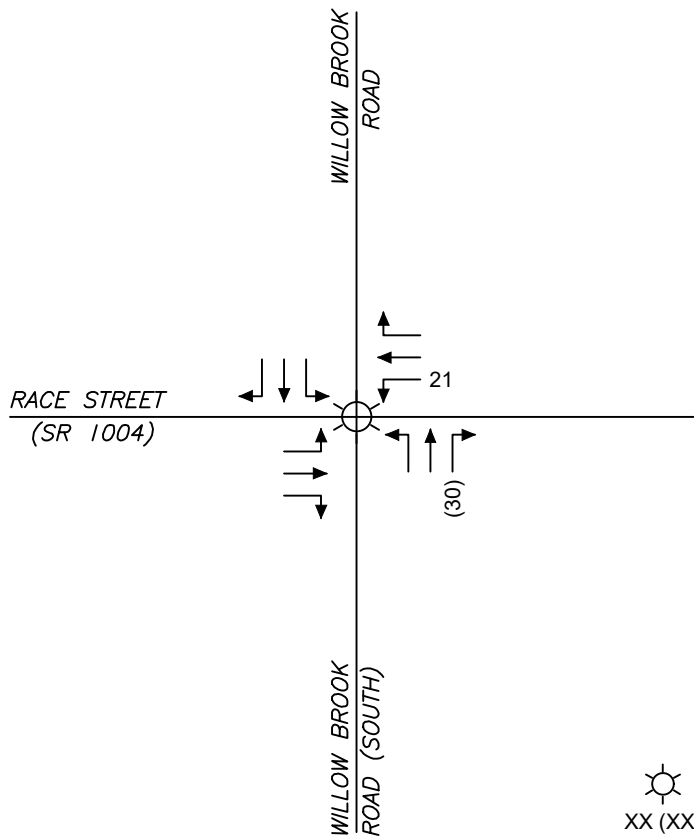 WILLOW BROOK
ROAD
21
RACE STREET
(SR 1004)
(30)
WILLOW BROOK
ROAD (SOUTH)
XX (XX